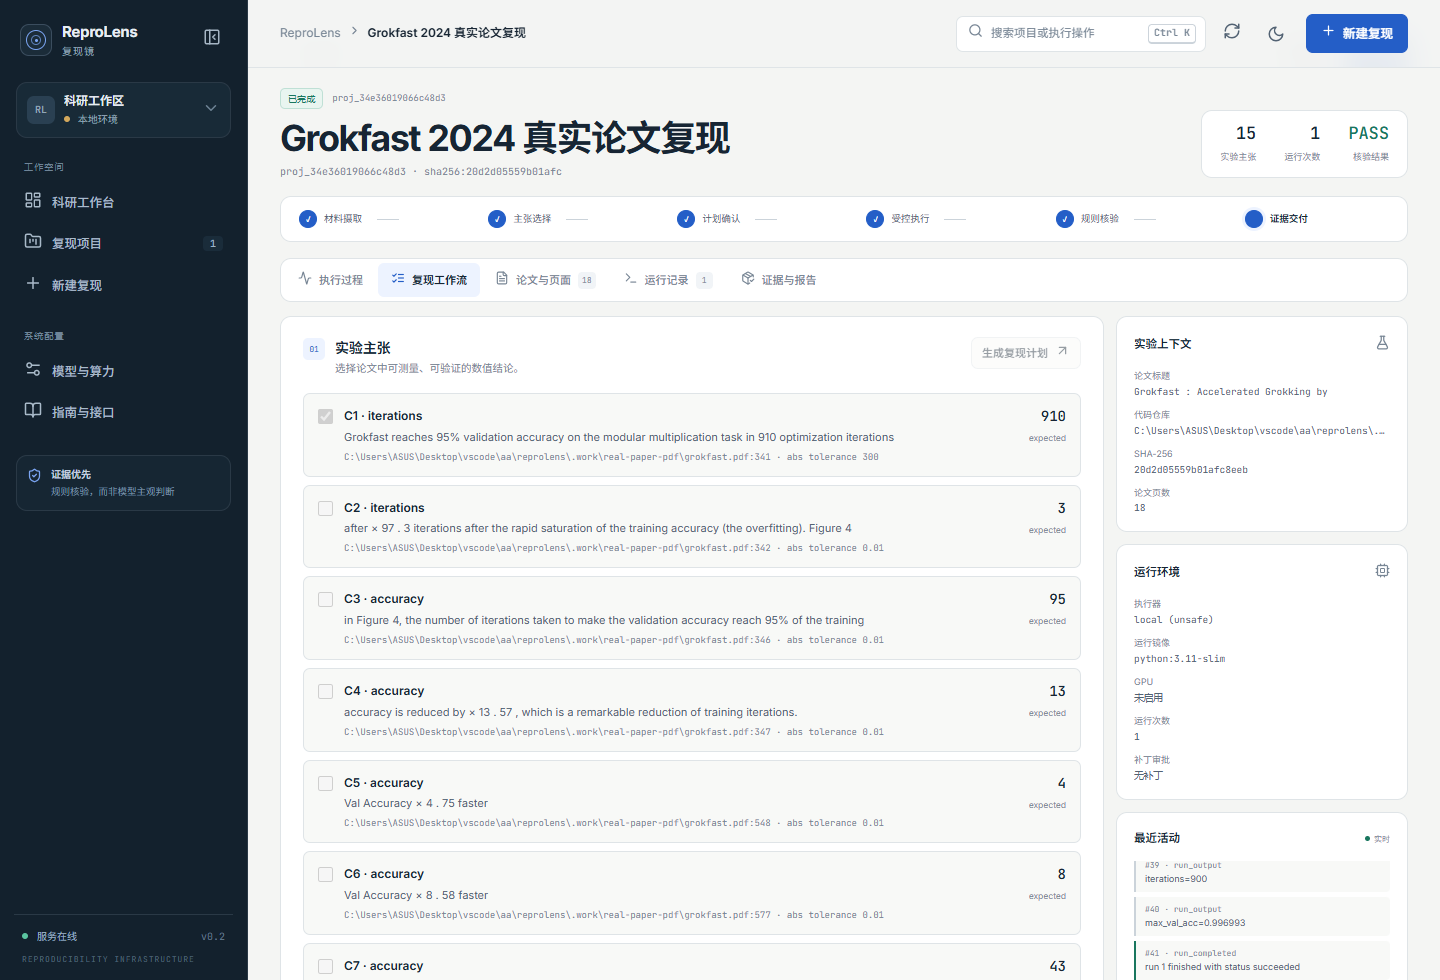 ReproLens
复现镜
RL
科研工作区
本地环境
工作空间
科研工作台
复现项目
1
新建复现
系统配置
模型与算力
指南与接口
证据优先
规则核验，而非模型主观判断
服务在线
v0.2
REPRODUCIBILITY INFRASTRUCTURE
ReproLens
Grokfast 2024 真实论文复现
搜索项目或执行操作
Ctrl K
新建复现
已完成
proj_34e36019066c48d3
Grokfast 2024 真实论文复现
proj_34e36019066c48d3 · sha256:20d2d05559b01afc
15
实验主张
1
运行次数
PASS
核验结果
材料摄取
主张选择
计划确认
受控执行
规则核验
证据交付
执行过程
复现工作流
论文与页面
18
运行记录
1
证据与报告
01
实验主张
选择论文中可测量、可验证的数值结论。
生成复现计划
C1 · iterations
910
Grokfast reaches 95% validation accuracy on the modular multiplication task in 910 optimization iterations
expected
C:\Users\ASUS\Desktop\vscode\aa\reprolens\.work\real-paper-pdf\grokfast.pdf:341 · abs tolerance 300
C2 · iterations
3
after × 97 . 3 iterations after the rapid saturation of the training accuracy (the overfitting). Figure 4
expected
C:\Users\ASUS\Desktop\vscode\aa\reprolens\.work\real-paper-pdf\grokfast.pdf:342 · abs tolerance 0.01
C3 · accuracy
95
in Figure 4, the number of iterations taken to make the validation accuracy reach 95% of the training
expected
C:\Users\ASUS\Desktop\vscode\aa\reprolens\.work\real-paper-pdf\grokfast.pdf:346 · abs tolerance 0.01
C4 · accuracy
13
accuracy is reduced by × 13 . 57 , which is a remarkable reduction of training iterations.
expected
C:\Users\ASUS\Desktop\vscode\aa\reprolens\.work\real-paper-pdf\grokfast.pdf:347 · abs tolerance 0.01
C5 · accuracy
4
Val Accuracy × 4 . 75 faster
expected
C:\Users\ASUS\Desktop\vscode\aa\reprolens\.work\real-paper-pdf\grokfast.pdf:548 · abs tolerance 0.01
C6 · accuracy
8
Val Accuracy × 8 . 58 faster
expected
C:\Users\ASUS\Desktop\vscode\aa\reprolens\.work\real-paper-pdf\grokfast.pdf:577 · abs tolerance 0.01
C7 · accuracy
43
实验上下文
论文标题
Grokfast : Accelerated Grokking by
代码仓库
C:\Users\ASUS\Desktop\vscode\aa\reprolens\...
SHA-256
20d2d05559b01afc8eeb
论文页数
18
运行环境
执行器
local (unsafe)
运行镜像
python:3.11-slim
GPU
未启用
运行次数
1
补丁审批
无补丁
最近活动
实时
#39 · run_output
iterations=900
#40 · run_output
max_val_acc=0.996993
#41 · run_completed
run 1 finished with status succeeded